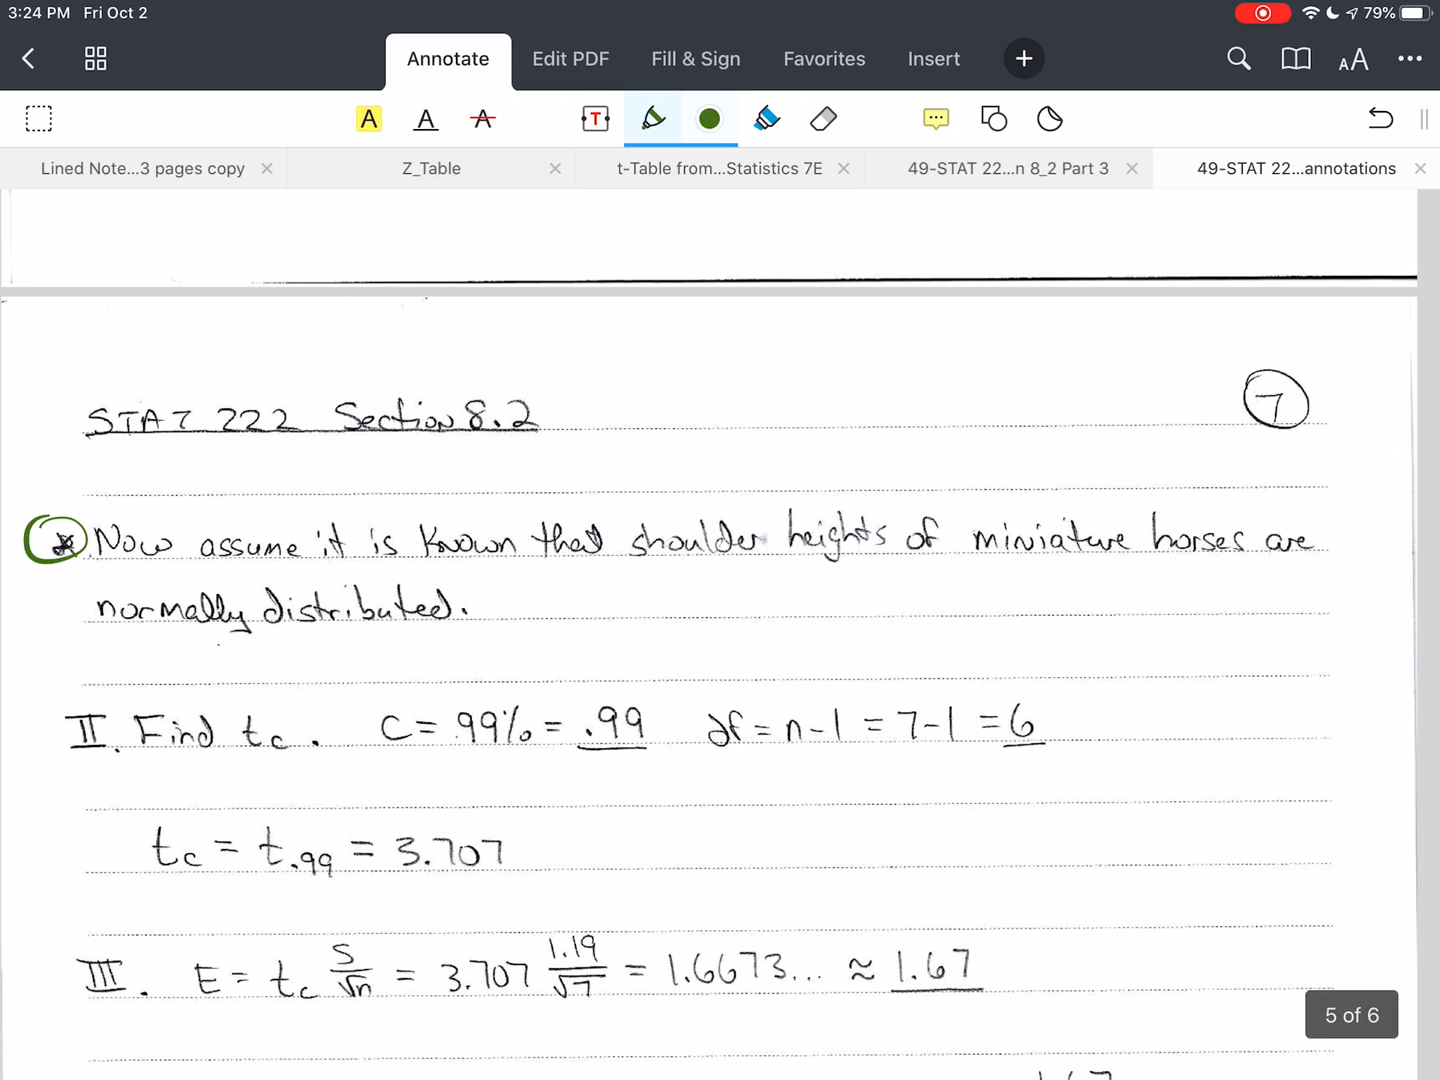 3:24 PM Fri Oct 2
79%
Annotate Edit PDF Fill & Sign Favorites Insert
Lined Note...3 pages copy Z_Table t-Table from...Statistics 7E 49-STAT 22...n 8_2 Part 3 49-STAT 22...annotations
STAT 222 Section 8.2 7
* Now assume it is known that shoulder heights of miniature horses are
normally distributed.
II. Find tc. C = 99% = .99 df = n-1 = 7-1 = 6
tc = t.99 = 3.707
III. E = tc S/√n = 3.707 1.19/√7 = 1.6673... ≈ 1.67
5 of 6